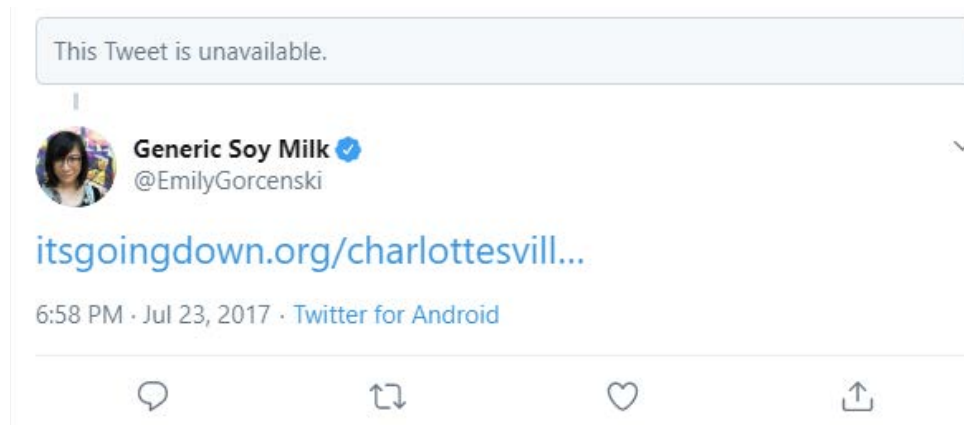 This Tweet is unavailable.
Generic Soy Milk
@EmilyGorcenski
itsgoingdown.org/charlottesvill...
6:58 PM · Jul 23, 2017 · Twitter for Android